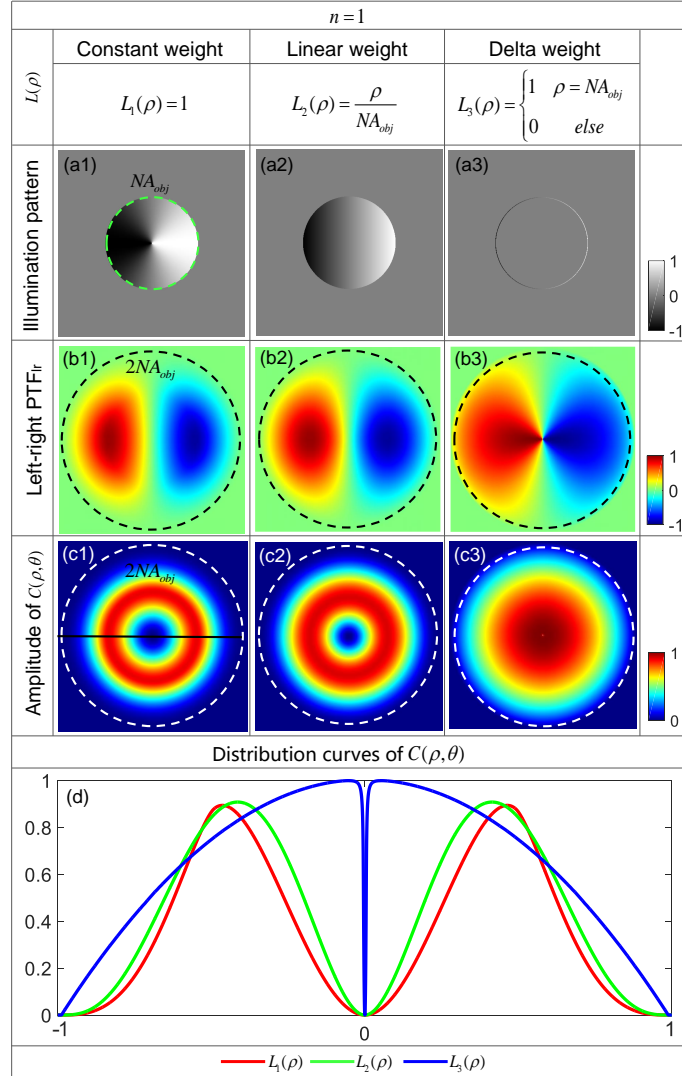 n = 1
L(ρ)
Constant weight
Linear weight
Delta weight
L₁(ρ) = 1
L₂(ρ) = ρ / NA_obj
L₃(ρ) = { 1 ρ = NA_obj
0 else
Illumination pattern
(a1)
NA_obj
(a2)
(a3)
1
0
-1
Left-right PTF_lr
(b1)
2NA_obj
(b2)
(b3)
1
0
-1
Amplitude of C(ρ,θ)
(c1)
2NA_obj
(c2)
(c3)
1
0
Distribution curves of C(ρ,θ)
(d)
1
0.8
0.6
0.4
0.2
0
-1 0 1
L₁(ρ) L₂(ρ) L₃(ρ)